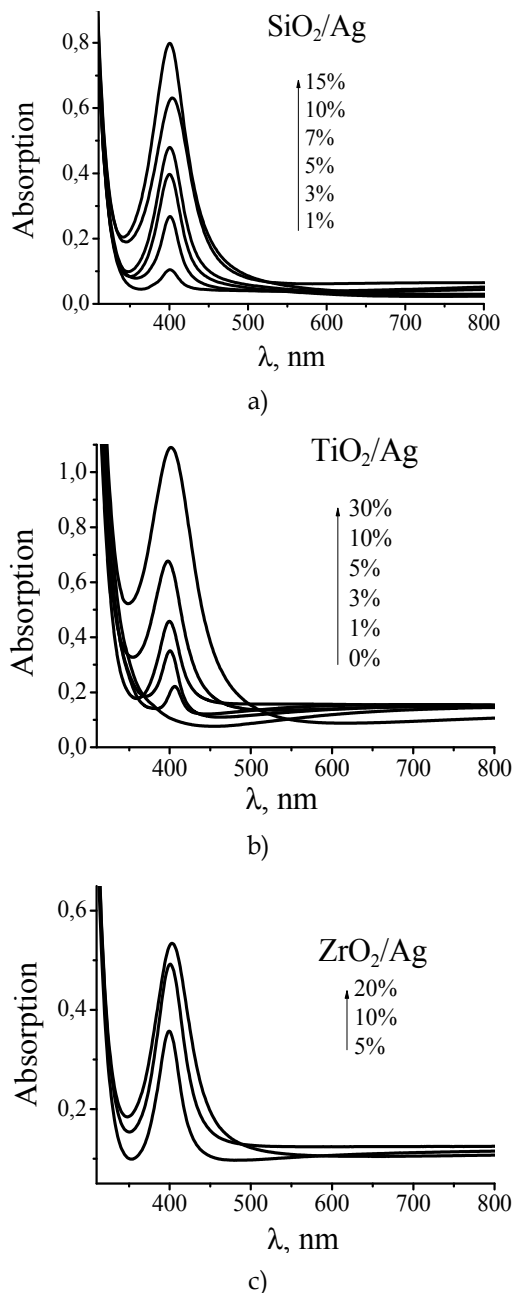 SiO₂/Ag
0,8
15%
10%
0,6
7%
5%
0,4
3%
1%
0,2
0,0
Absorption
400 500 600 700 800
λ, nm
a)
TiO₂/Ag
1,0
30%
10%
0,8
5%
0,6
3%
1%
0,4
0%
0,2
0,0
Absorption
400 500 600 700 800
λ, nm
b)
0,6
ZrO₂/Ag
20%
10%
5%
0,4
0,2
Absorption
400 500 600 700 800
λ, nm
c)